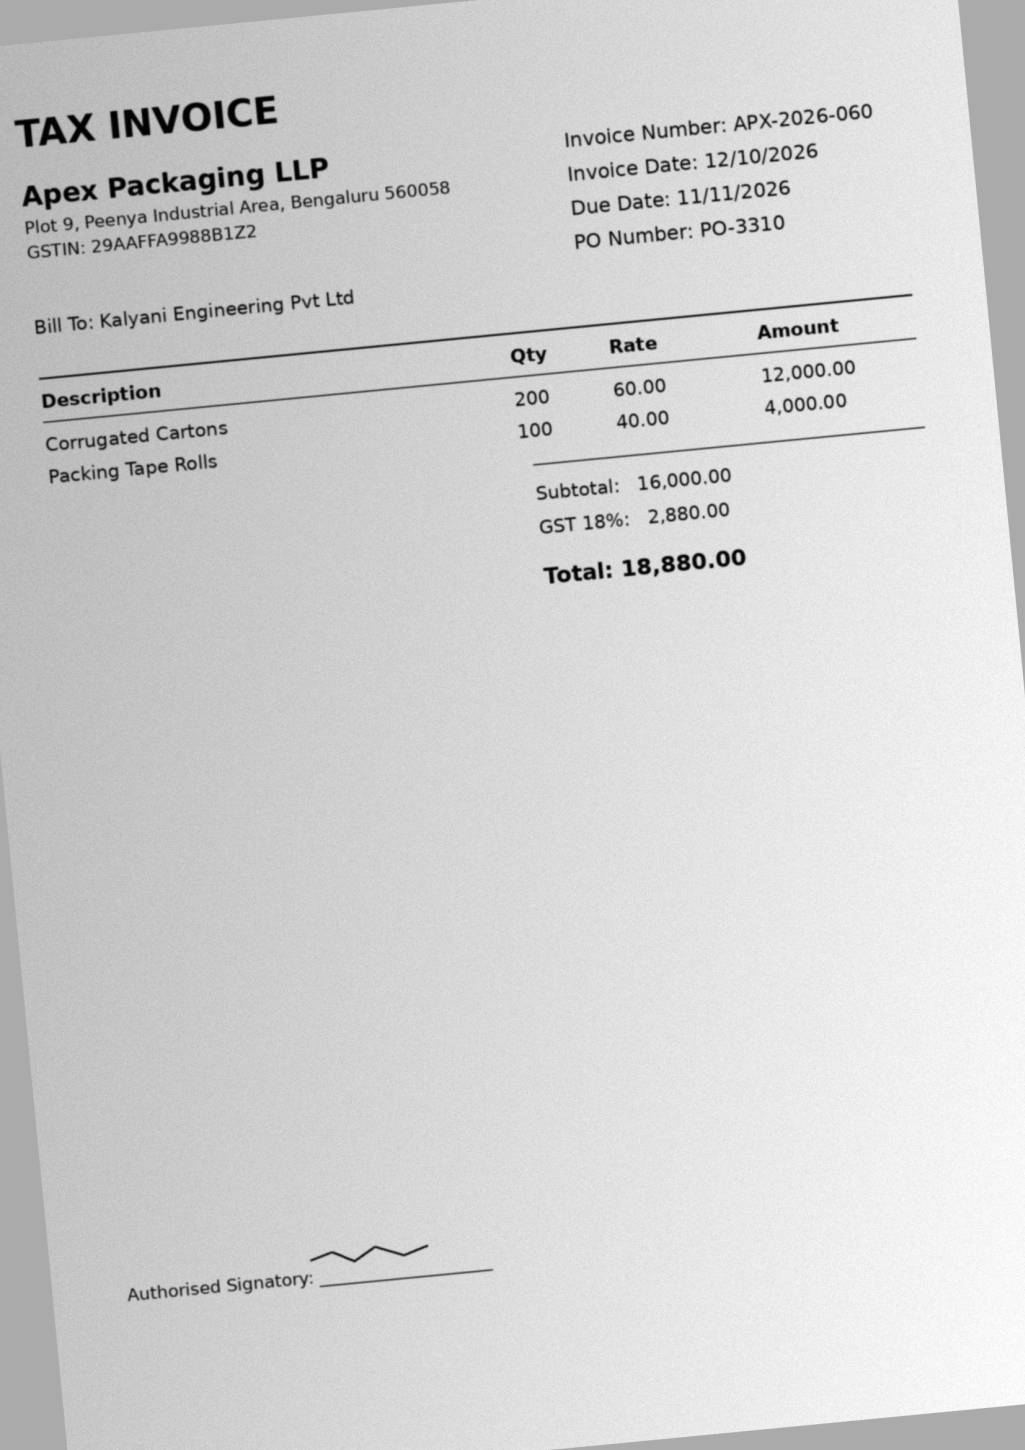 TAX INVOICE
Apex Packaging LLP
Plot 9, Peenya Industrial Area, Bengaluru 560058
GSTIN: 29AAFFA9988B1Z2
Invoice Number: APX-2026-060
Invoice Date: 12/10/2026
Due Date: 11/11/2026
PO Number: PO-3310
Bill To: Kalyani Engineering Pvt Ltd
Description Qty Rate Amount
Corrugated Cartons 200 60.00 12,000.00
Packing Tape Rolls 100 40.00 4,000.00
Subtotal: 16,000.00
GST 18%: 2,880.00
Total: 18,880.00
Authorised Signatory: